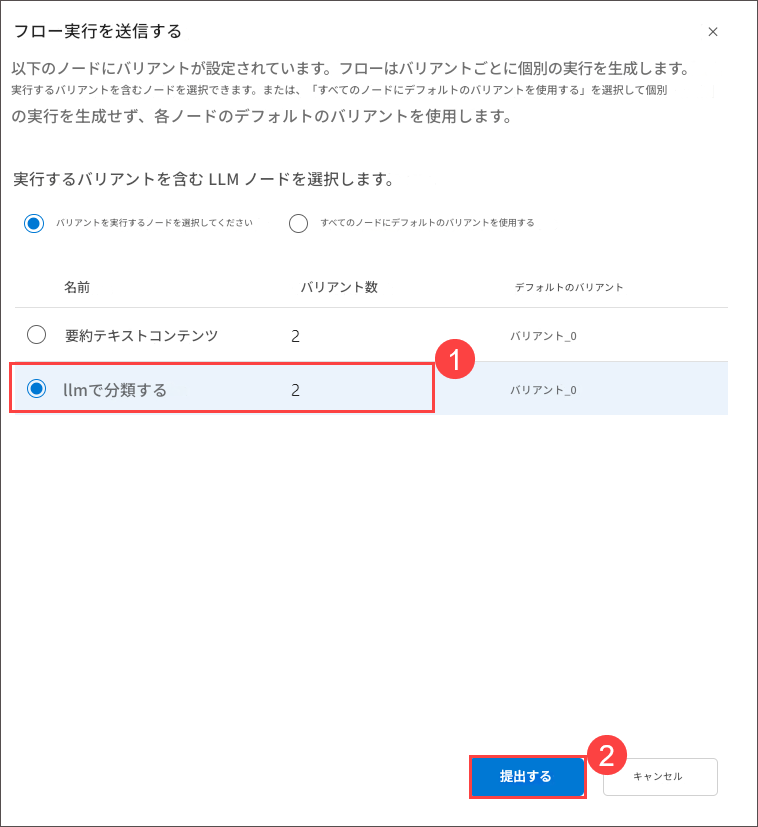 フロー実行を送信する
以下のノードにバリアントが設定されています。フローはバリアントごとに個別の実行を生成します。
実行するバリアントを含むノードを選択できます。または、「すべてのノードにデフォルトのバリアントを使用する」を選択して個別
の実行を生成せず、各ノードのデフォルトのバリアントを使用します。
実行するバリアントを含む LLM ノードを選択します。
バリアントを実行するノードを選択してください すべてのノードにデフォルトのバリアントを使用する
名前 バリアント数 デフォルトのバリアント
要約テキストコンテンツ 2 バリアント_0
1
llmで分類する 2 バリアント_0
2
提出する キャンセル